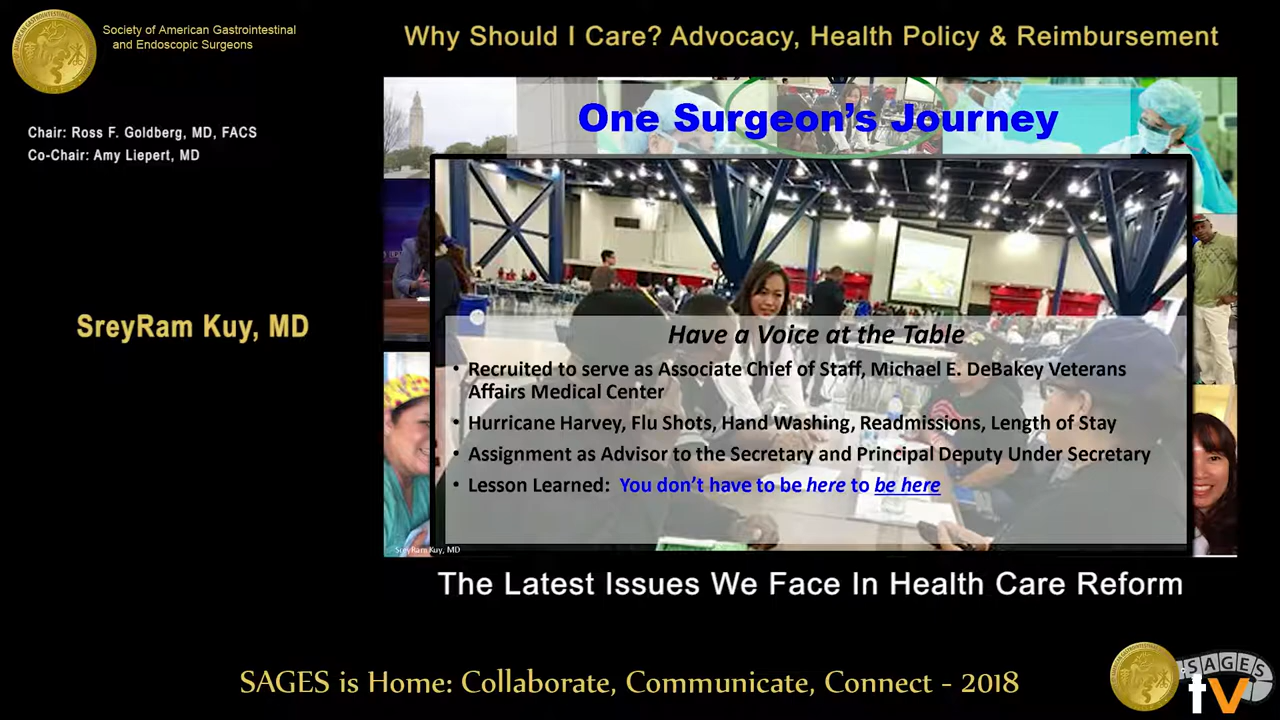 Society of American Gastrointestinal
and Endoscopic Surgeons
Why Should I Care? Advocacy, Health Policy & Reimbursement
Chair: Ross F. Goldberg, MD, FACS
Co-Chair: Amy Liepert, MD
SreyRam Kuy, MD
One Surgeon's Journey
Have a Voice at the Table
• Recruited to serve as Associate Chief of Staff, Michael E. DeBakey Veterans
Affairs Medical Center
• Hurricane Harvey, Flu Shots, Hand Washing, Readmissions, Length of Stay
• Assignment as Advisor to the Secretary and Principal Deputy Under Secretary
• Lesson Learned: You don't have to be here to be here
SreyRam Kuy, MD
The Latest Issues We Face In Health Care Reform
SAGES is Home: Collaborate, Communicate, Connect - 2018
SAGES
tv